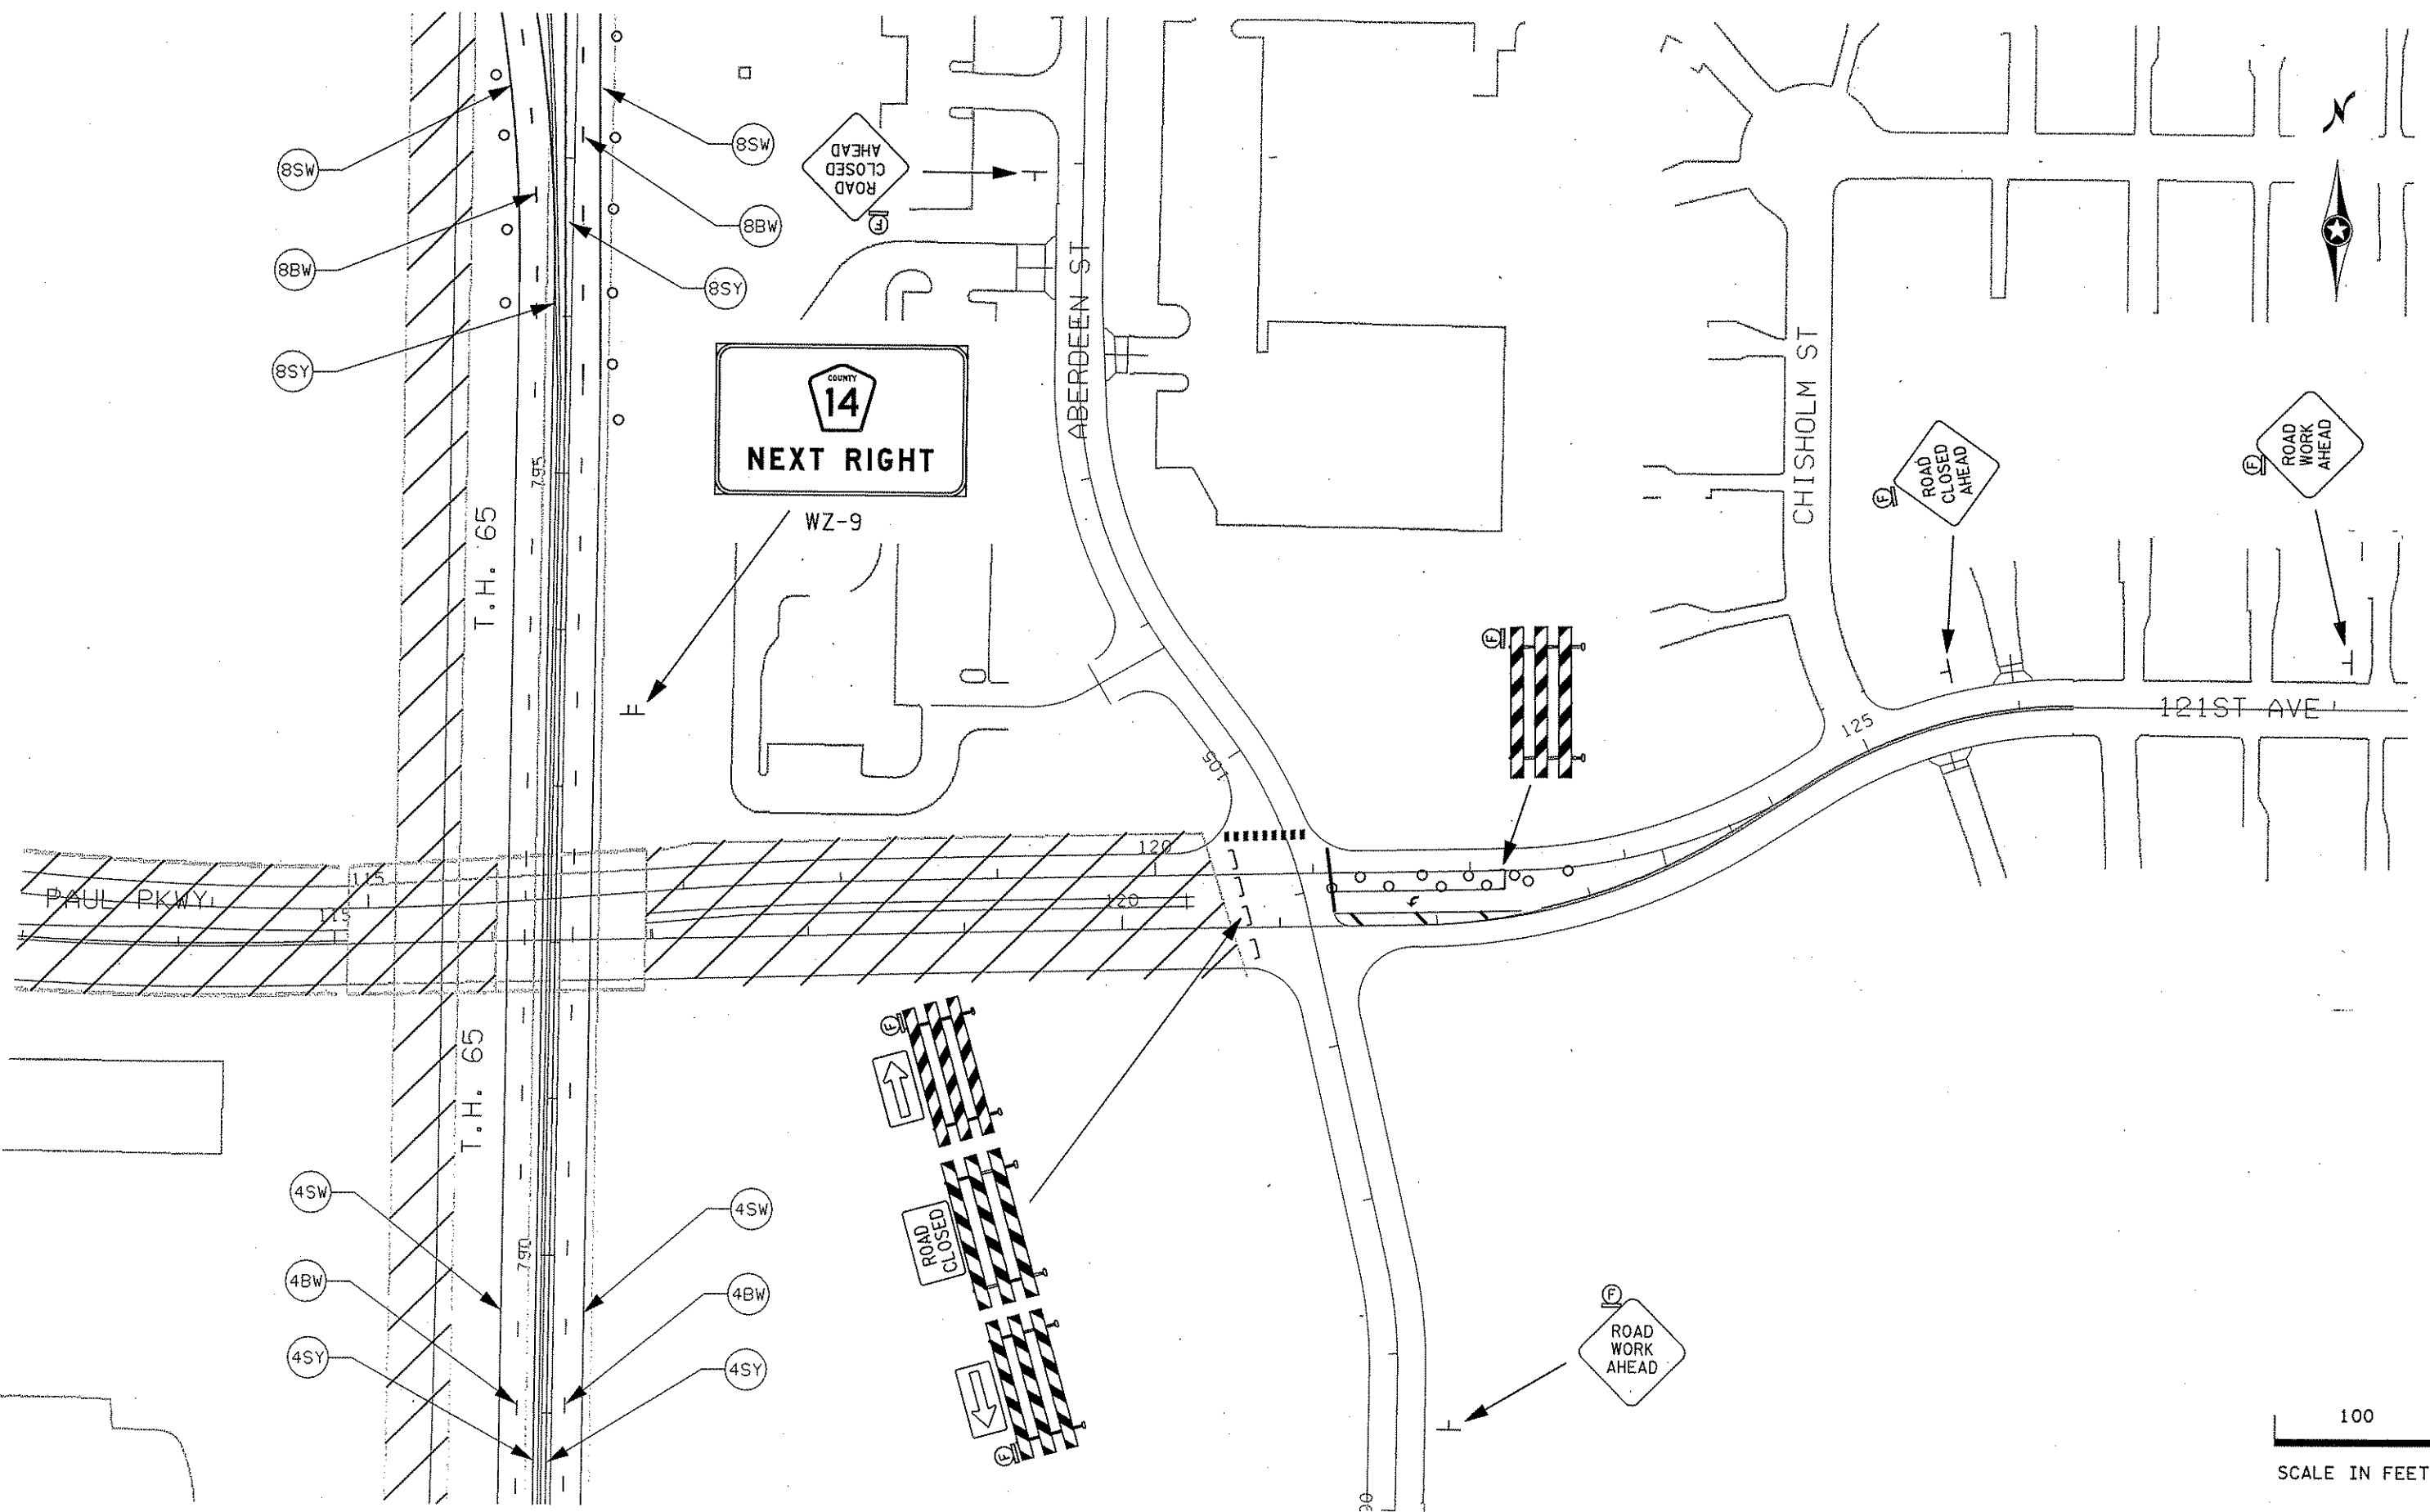 8SW
8BW
8SY
8SW
8BW
8SY
ROAD
CLOSED
AHEAD
F
ABERDEEN ST
N
CHISHOLM ST
ROAD
CLOSED
AHEAD
F
ROAD
WORK
AHEAD
F
COUNTY
14
NEXT RIGHT
WZ-9
T.H. 65
795
105
F
125
121ST AVE
PAUL PKWY
115
115
120
120
T.H. 65
790
4SW
4BW
4SY
4SW
4BW
4SY
F
ROAD
CLOSED
F
F
ROAD
WORK
AHEAD
100
SCALE IN FEET